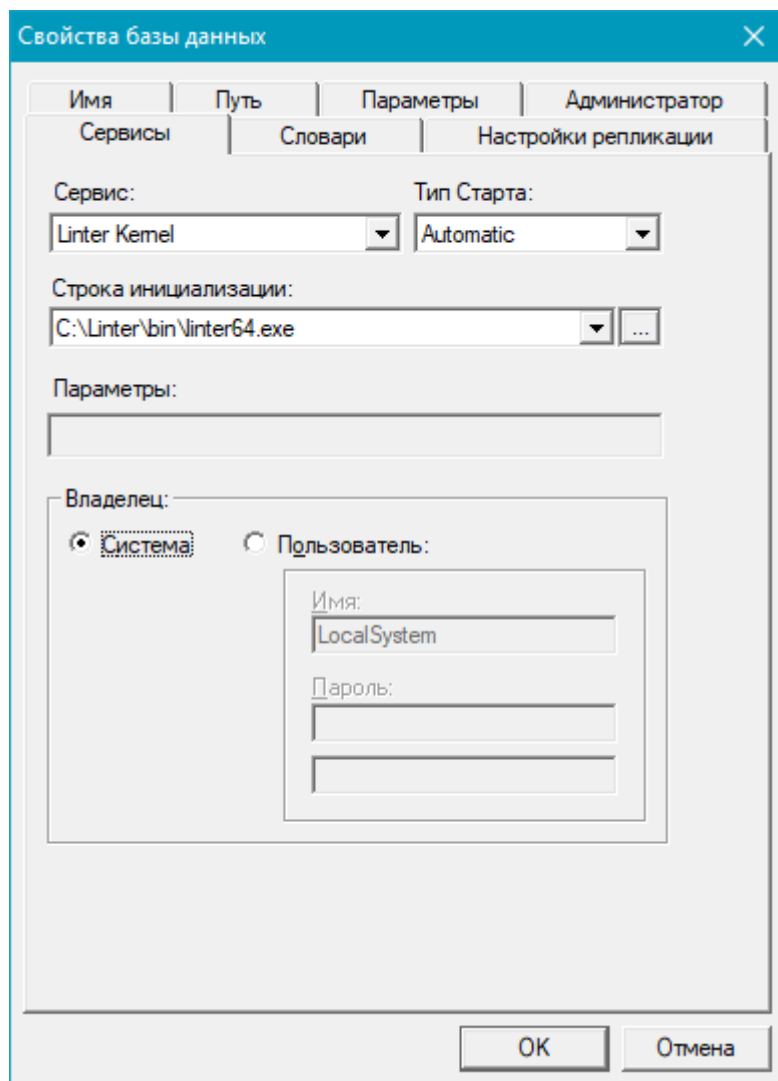 Свойства базы данных
Имя Путь Параметры Администратор
Сервисы Словари Настройки репликации
Сервис: Тип Старта:
Linter Kernel Automatic
Строка инициализации:
C:\Linter\bin\linter64.exe ...
Параметры:
Владелец:
Система Пользователь:
Имя:
LocalSystem
Пароль:
OK Отмена